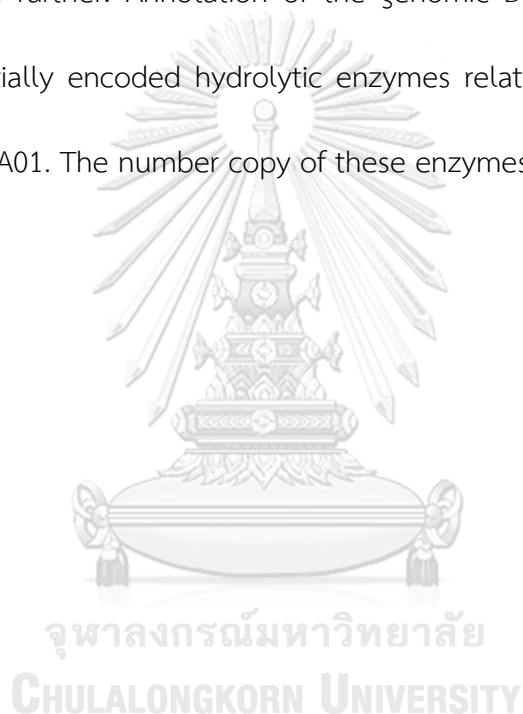 further. Annotation of the genomic D
ially encoded hydrolytic enzymes relat
A01. The number copy of these enzymes
จุฬาลงกรณ์มหาวิทยาลัย
CHULALONGKORN UNIVERSITY